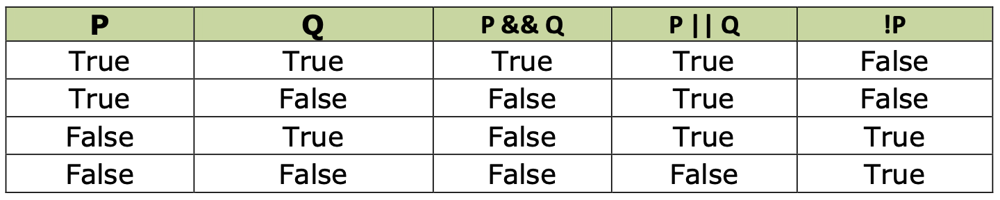 P Q P && Q P || Q !P
True True True True False
True False False True False
False True False True True
False False False False True